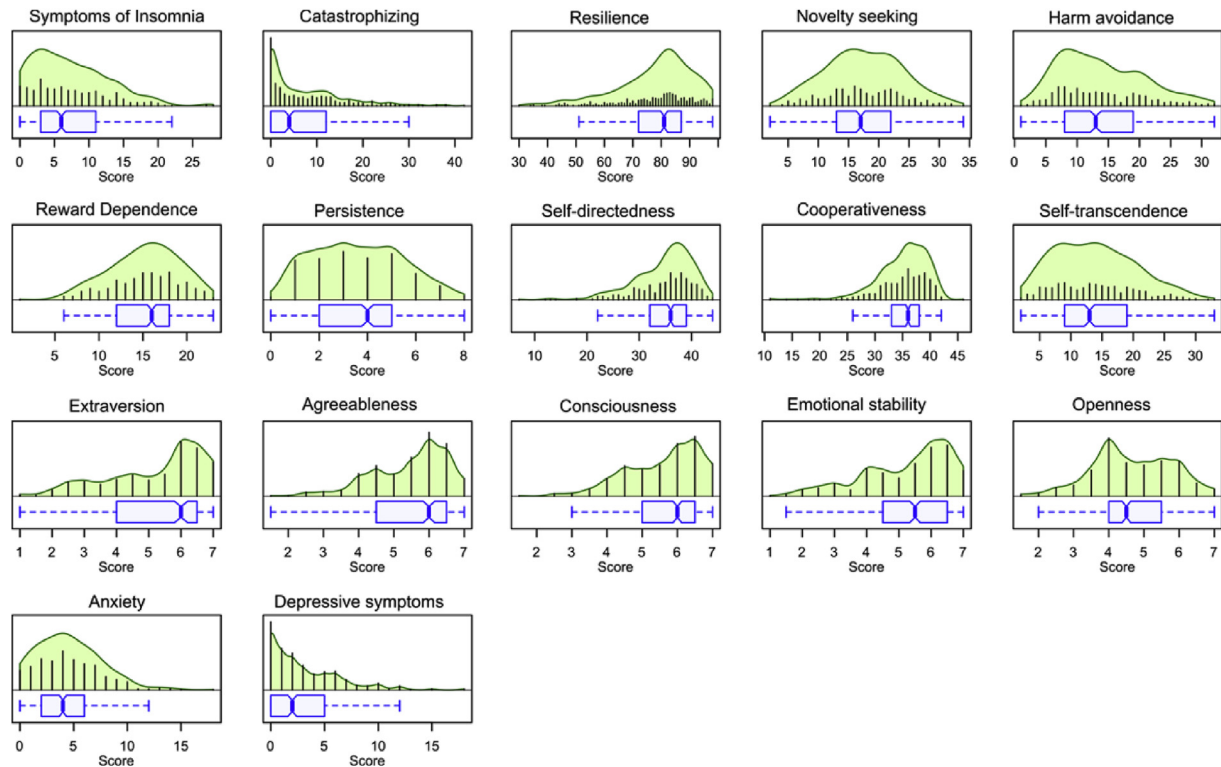 Symptoms of Insomnia
0 5 10 15 20 25
Score
Catastrophizing
0 10 20 30 40
Score
Resilience
30 40 50 60 70 80 90
Score
Novelty seeking
5 10 15 20 25 30 35
Score
Harm avoidance
0 5 10 15 20 25 30
Score
Reward Dependence
5 10 15 20
Score
Persistence
0 2 4 6 8
Score
Self-directedness
10 20 30 40
Score
Cooperativeness
10 15 20 25 30 35 40 45
Score
Self-transcendence
5 10 15 20 25 30
Score
Extraversion
1 2 3 4 5 6 7
Score
Agreeableness
2 3 4 5 6 7
Score
Consciousness
2 3 4 5 6 7
Score
Emotional stability
1 2 3 4 5 6 7
Score
Openness
2 3 4 5 6 7
Score
Anxiety
0 5 10 15
Score
Depressive symptoms
0 5 10 15
Score